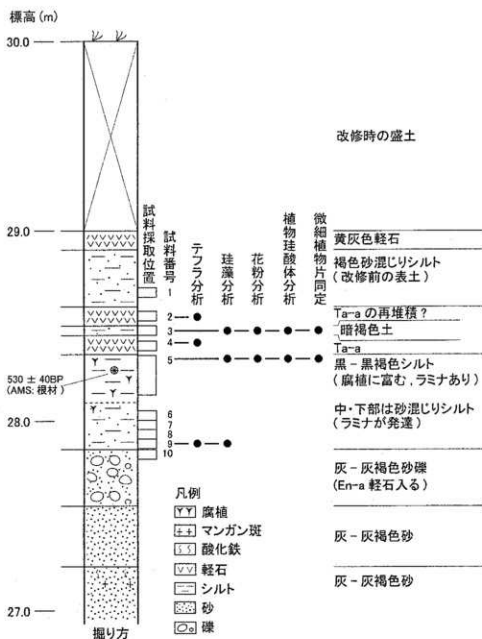 標高(m)
30.0
改修時の盛土
29.0
試料採取位置
試料番号
テフラ分析
珪藻分析
花粉分析
植物珪酸体分析
微細植物片同定
黄灰色軽石
褐色砂混じりシルト
(改修前の表土)
1
2
Ta-a の再堆積?
3
暗褐色土
4
Ta-a
5
黒-黒褐色シルト
(腐植に富む,ラミナあり)
530 ± 40BP
(AMS: 根材)
中・下部は砂混じりシルト
(ラミナが発達)
28.0
6
7
8
9
10
灰-灰褐色砂礫
(En-a 軽石入る)
凡例
腐植
マンガン斑
酸化鉄
軽石
シルト
砂
礫
灰-灰褐色砂
灰-灰褐色砂
27.0
掘り方